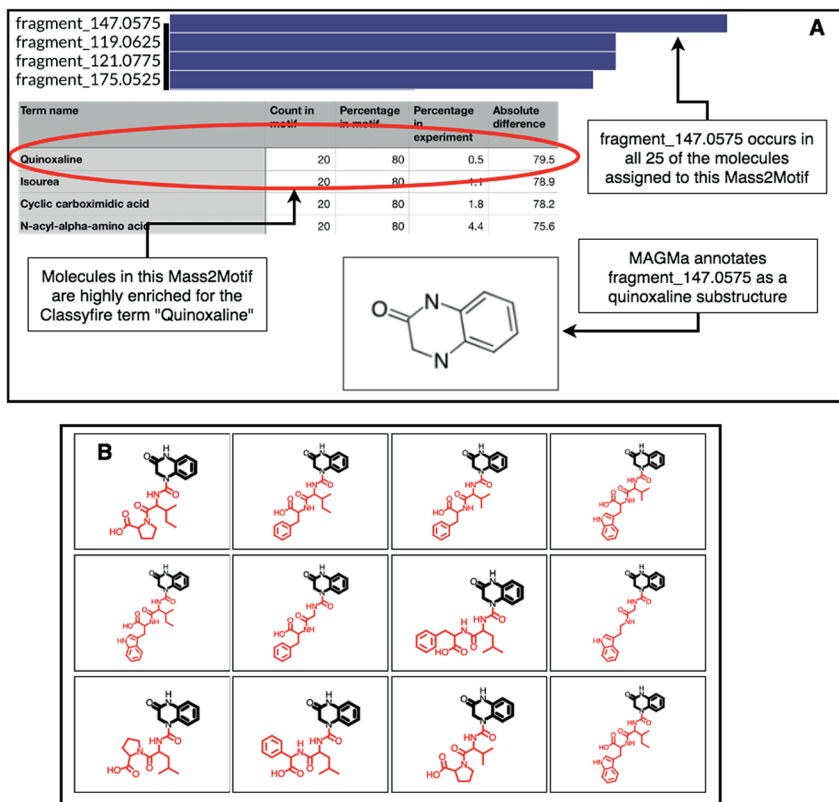 A
fragment_147.0575
fragment_119.0625
fragment_121.0775
fragment_175.0525
Term name Count in motif Percentage in motif Percentage in experiment Absolute difference
Quinoxaline 20 80 0.5 79.5
Isourea 20 80 1.1 78.9
Cyclic carboximidic acid 20 80 1.8 78.2
N-acyl-alpha-amino acid 20 80 4.4 75.6
fragment_147.0575 occurs in
all 25 of the molecules
assigned to this Mass2Motif
Molecules in this Mass2Motif
are highly enriched for the
Classyfire term "Quinoxaline"
MAGMa annotates
fragment_147.0575 as a
quinoxaline substructure
O
N
N
B